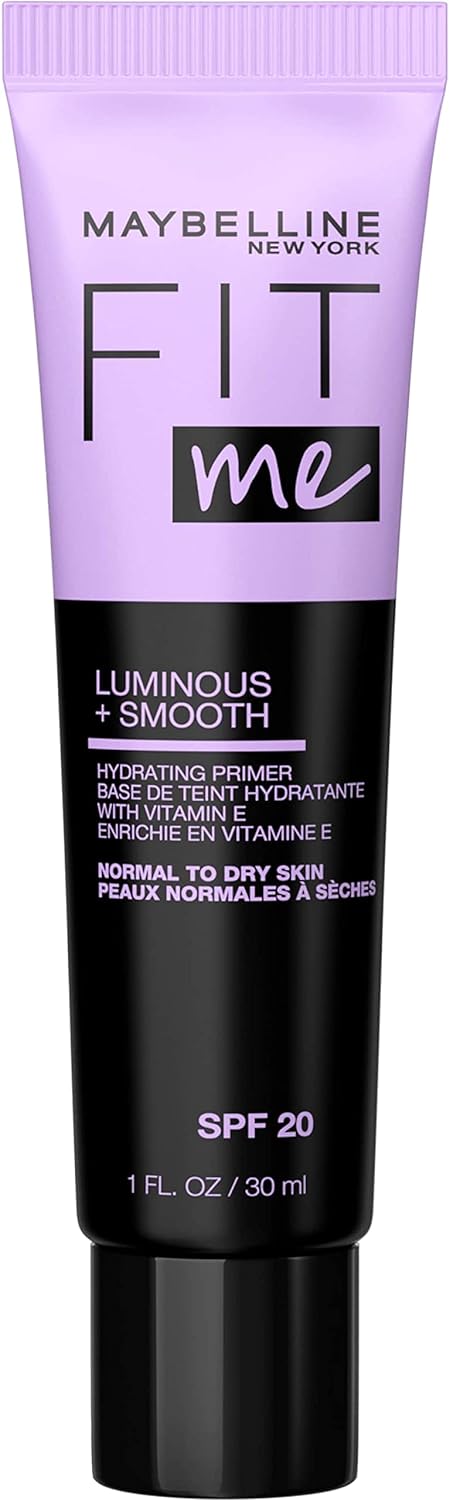 MAYBELLINE
NEW YORK
FIT
me
LUMINOUS
+ SMOOTH
HYDRATING PRIMER
BASE DE TEINT HYDRATANTE
WITH VITAMIN E
ENRICHIE EN VITAMINE E
NORMAL TO DRY SKIN
PEAUX NORMALES À SÈCHES
SPF 20
1 FL. OZ / 30 ml